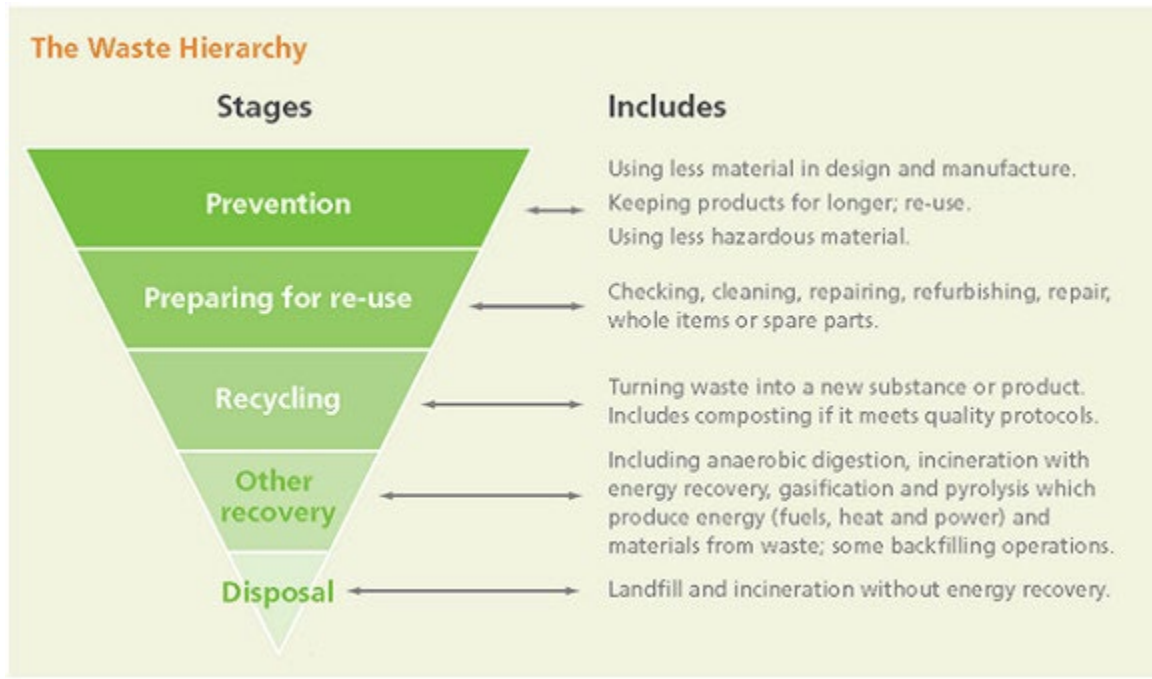 The Waste Hierarchy
Stages
Includes
Prevention
Using less material in design and manufacture.
Keeping products for longer; re-use.
Using less hazardous material.
Preparing for re-use
Checking, cleaning, repairing, refurbishing, repair,
whole items or spare parts.
Recycling
Turning waste into a new substance or product.
Includes composting if it meets quality protocols.
Other
recovery
Including anaerobic digestion, incineration with
energy recovery, gasification and pyrolysis which
produce energy (fuels, heat and power) and
materials from waste; some backfilling operations.
Disposal
Landfill and incineration without energy recovery.